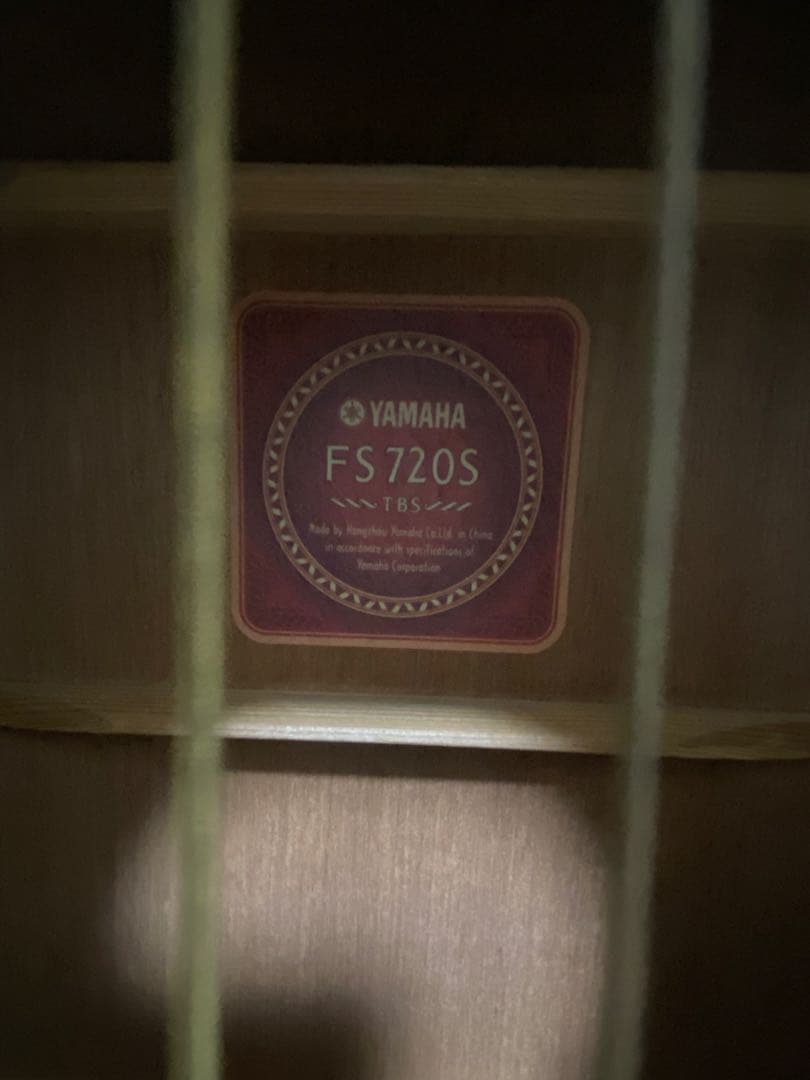 YAMAHA
FS720S
TBS
Made by Hangzhou Yamaha Co.Ltd. in China
in accordance with specifications of
Yamaha Corporation